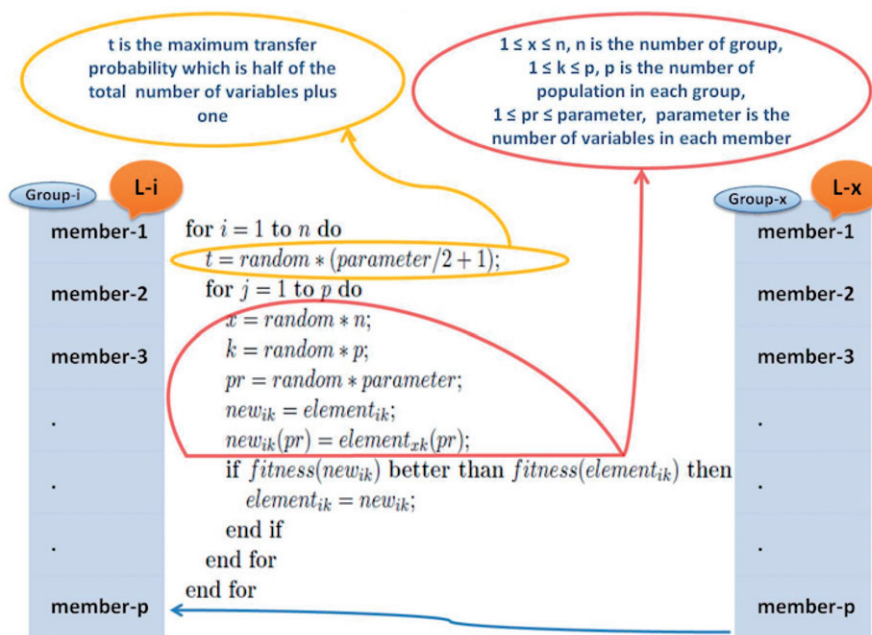 t is the maximum transfer
probability which is half of the
total number of variables plus
one
1 ≤ x ≤ n, n is the number of group,
1 ≤ k ≤ p, p is the number of
population in each group,
1 ≤ pr ≤ parameter, parameter is the
number of variables in each member
Group-i
L-i
member-1
member-2
member-3
.
.
.
member-p
for i = 1 to n do
t = random * (parameter/2 + 1);
for j = 1 to p do
x = random * n;
k = random * p;
pr = random * parameter;
new_ik = element_ik;
new_ik(pr) = element_xk(pr);
if fitness(new_ik) better than fitness(element_ik) then
element_ik = new_ik;
end if
end for
end for
Group-x
L-x
member-1
member-2
member-3
.
.
.
member-p